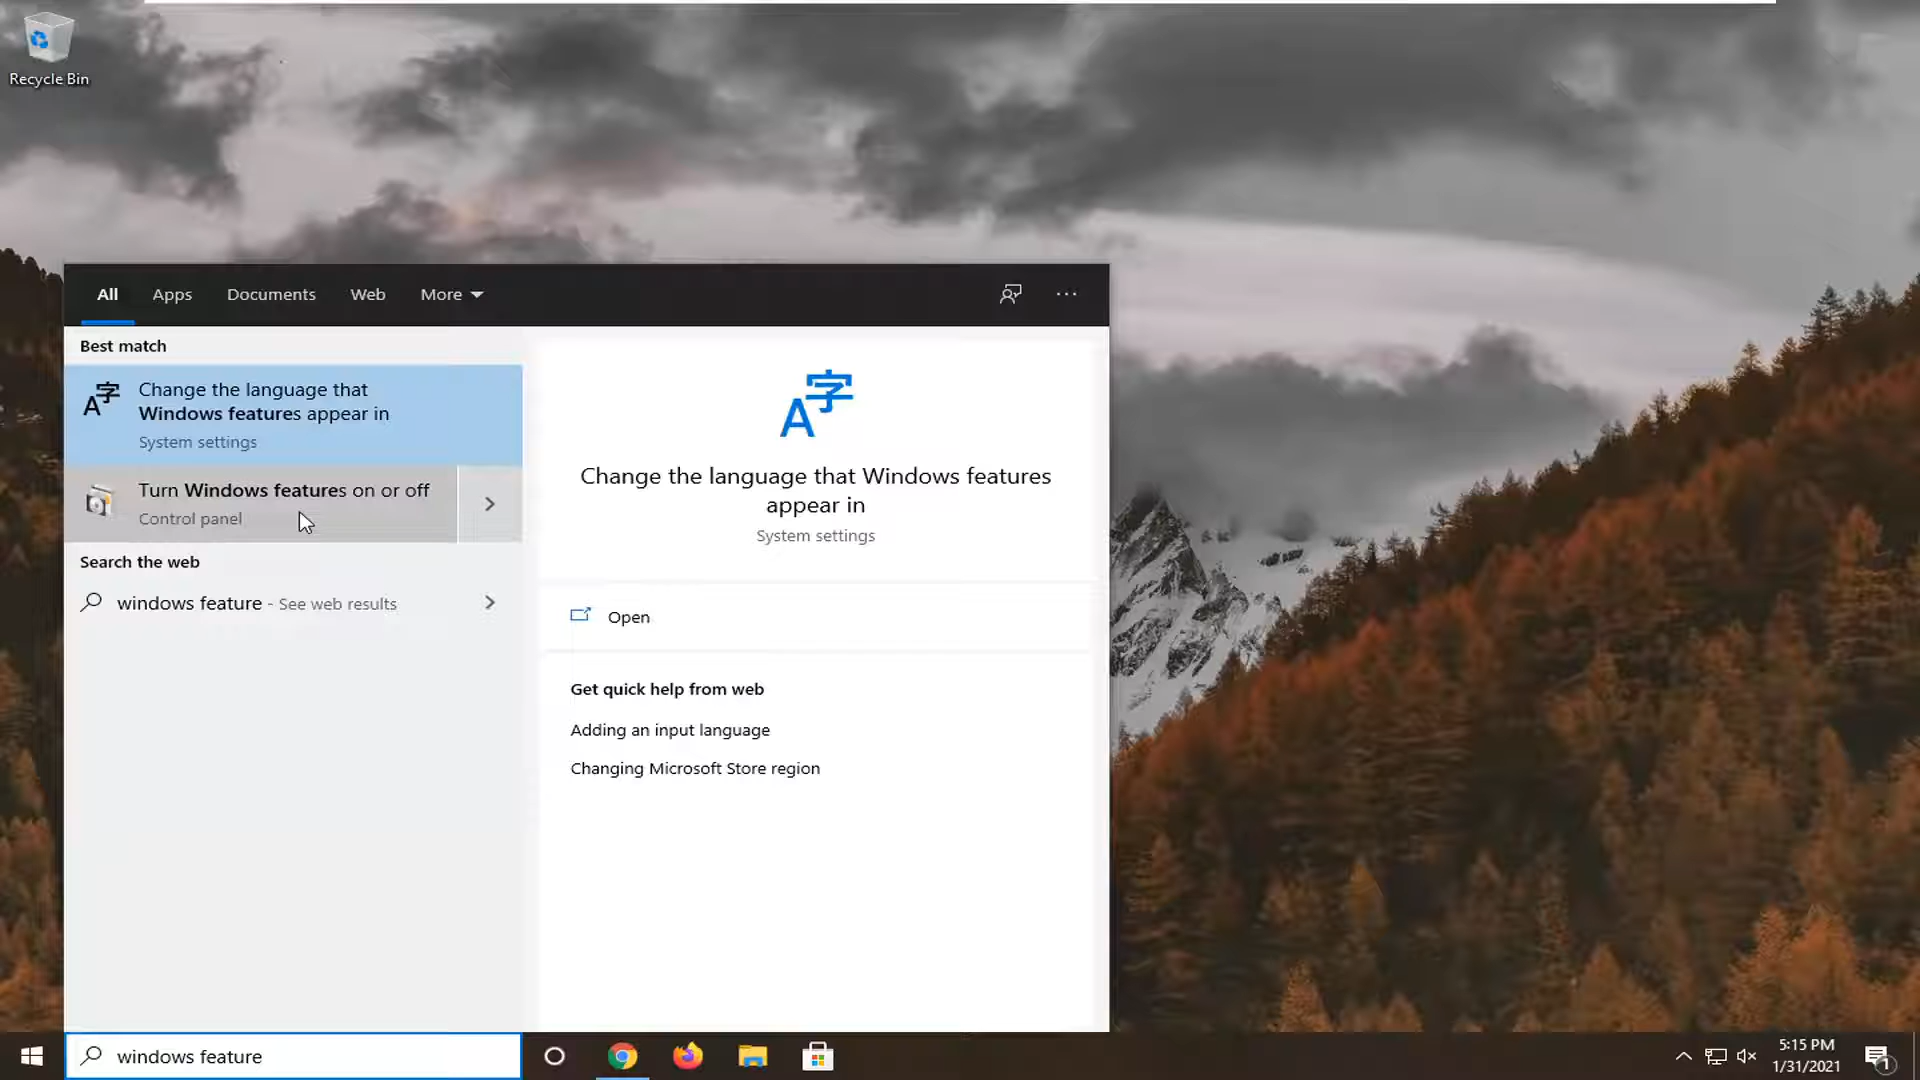 Recycle Bin
All Apps Documents Web More
Best match
Change the language that
Windows features appear in
System settings
Turn Windows features on or off
Control panel
Search the web
windows feature - See web results
字
A
Change the language that Windows features
appear in
System settings
Open
Get quick help from web
Adding an input language
Changing Microsoft Store region
windows feature
5:15 PM
1/31/2021
1